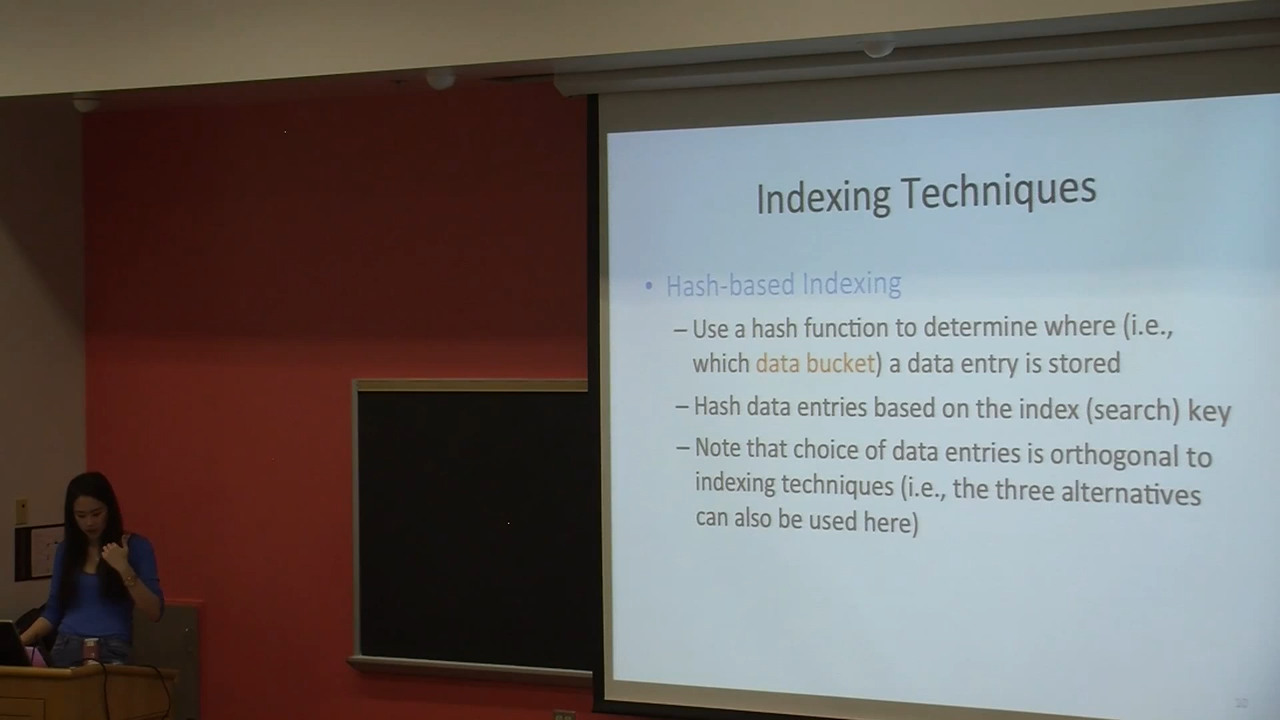 Indexing Techniques
• Hash-based Indexing
– Use a hash function to determine where (i.e.,
which data bucket) a data entry is stored
– Hash data entries based on the index (search) key
– Note that choice of data entries is orthogonal to
indexing techniques (i.e., the three alternatives
can also be used here)